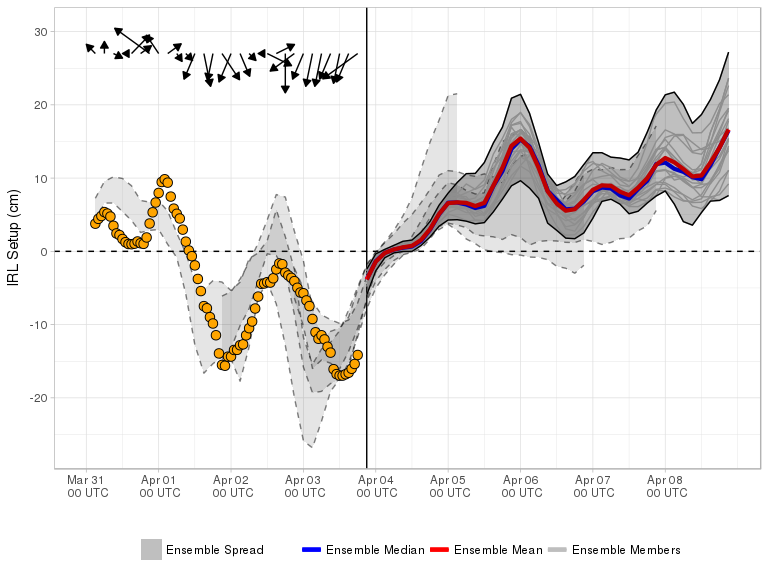 30
20
10
0
-10
-20
IRL Setup (cm)
Mar 31 Apr 01 Apr 02 Apr 03 Apr 04 Apr 05 Apr 06 Apr 07 Apr 08
00 UTC 00 UTC 00 UTC 00 UTC 00 UTC 00 UTC 00 UTC 00 UTC 00 UTC
Ensemble Spread Ensemble Median Ensemble Mean Ensemble Members